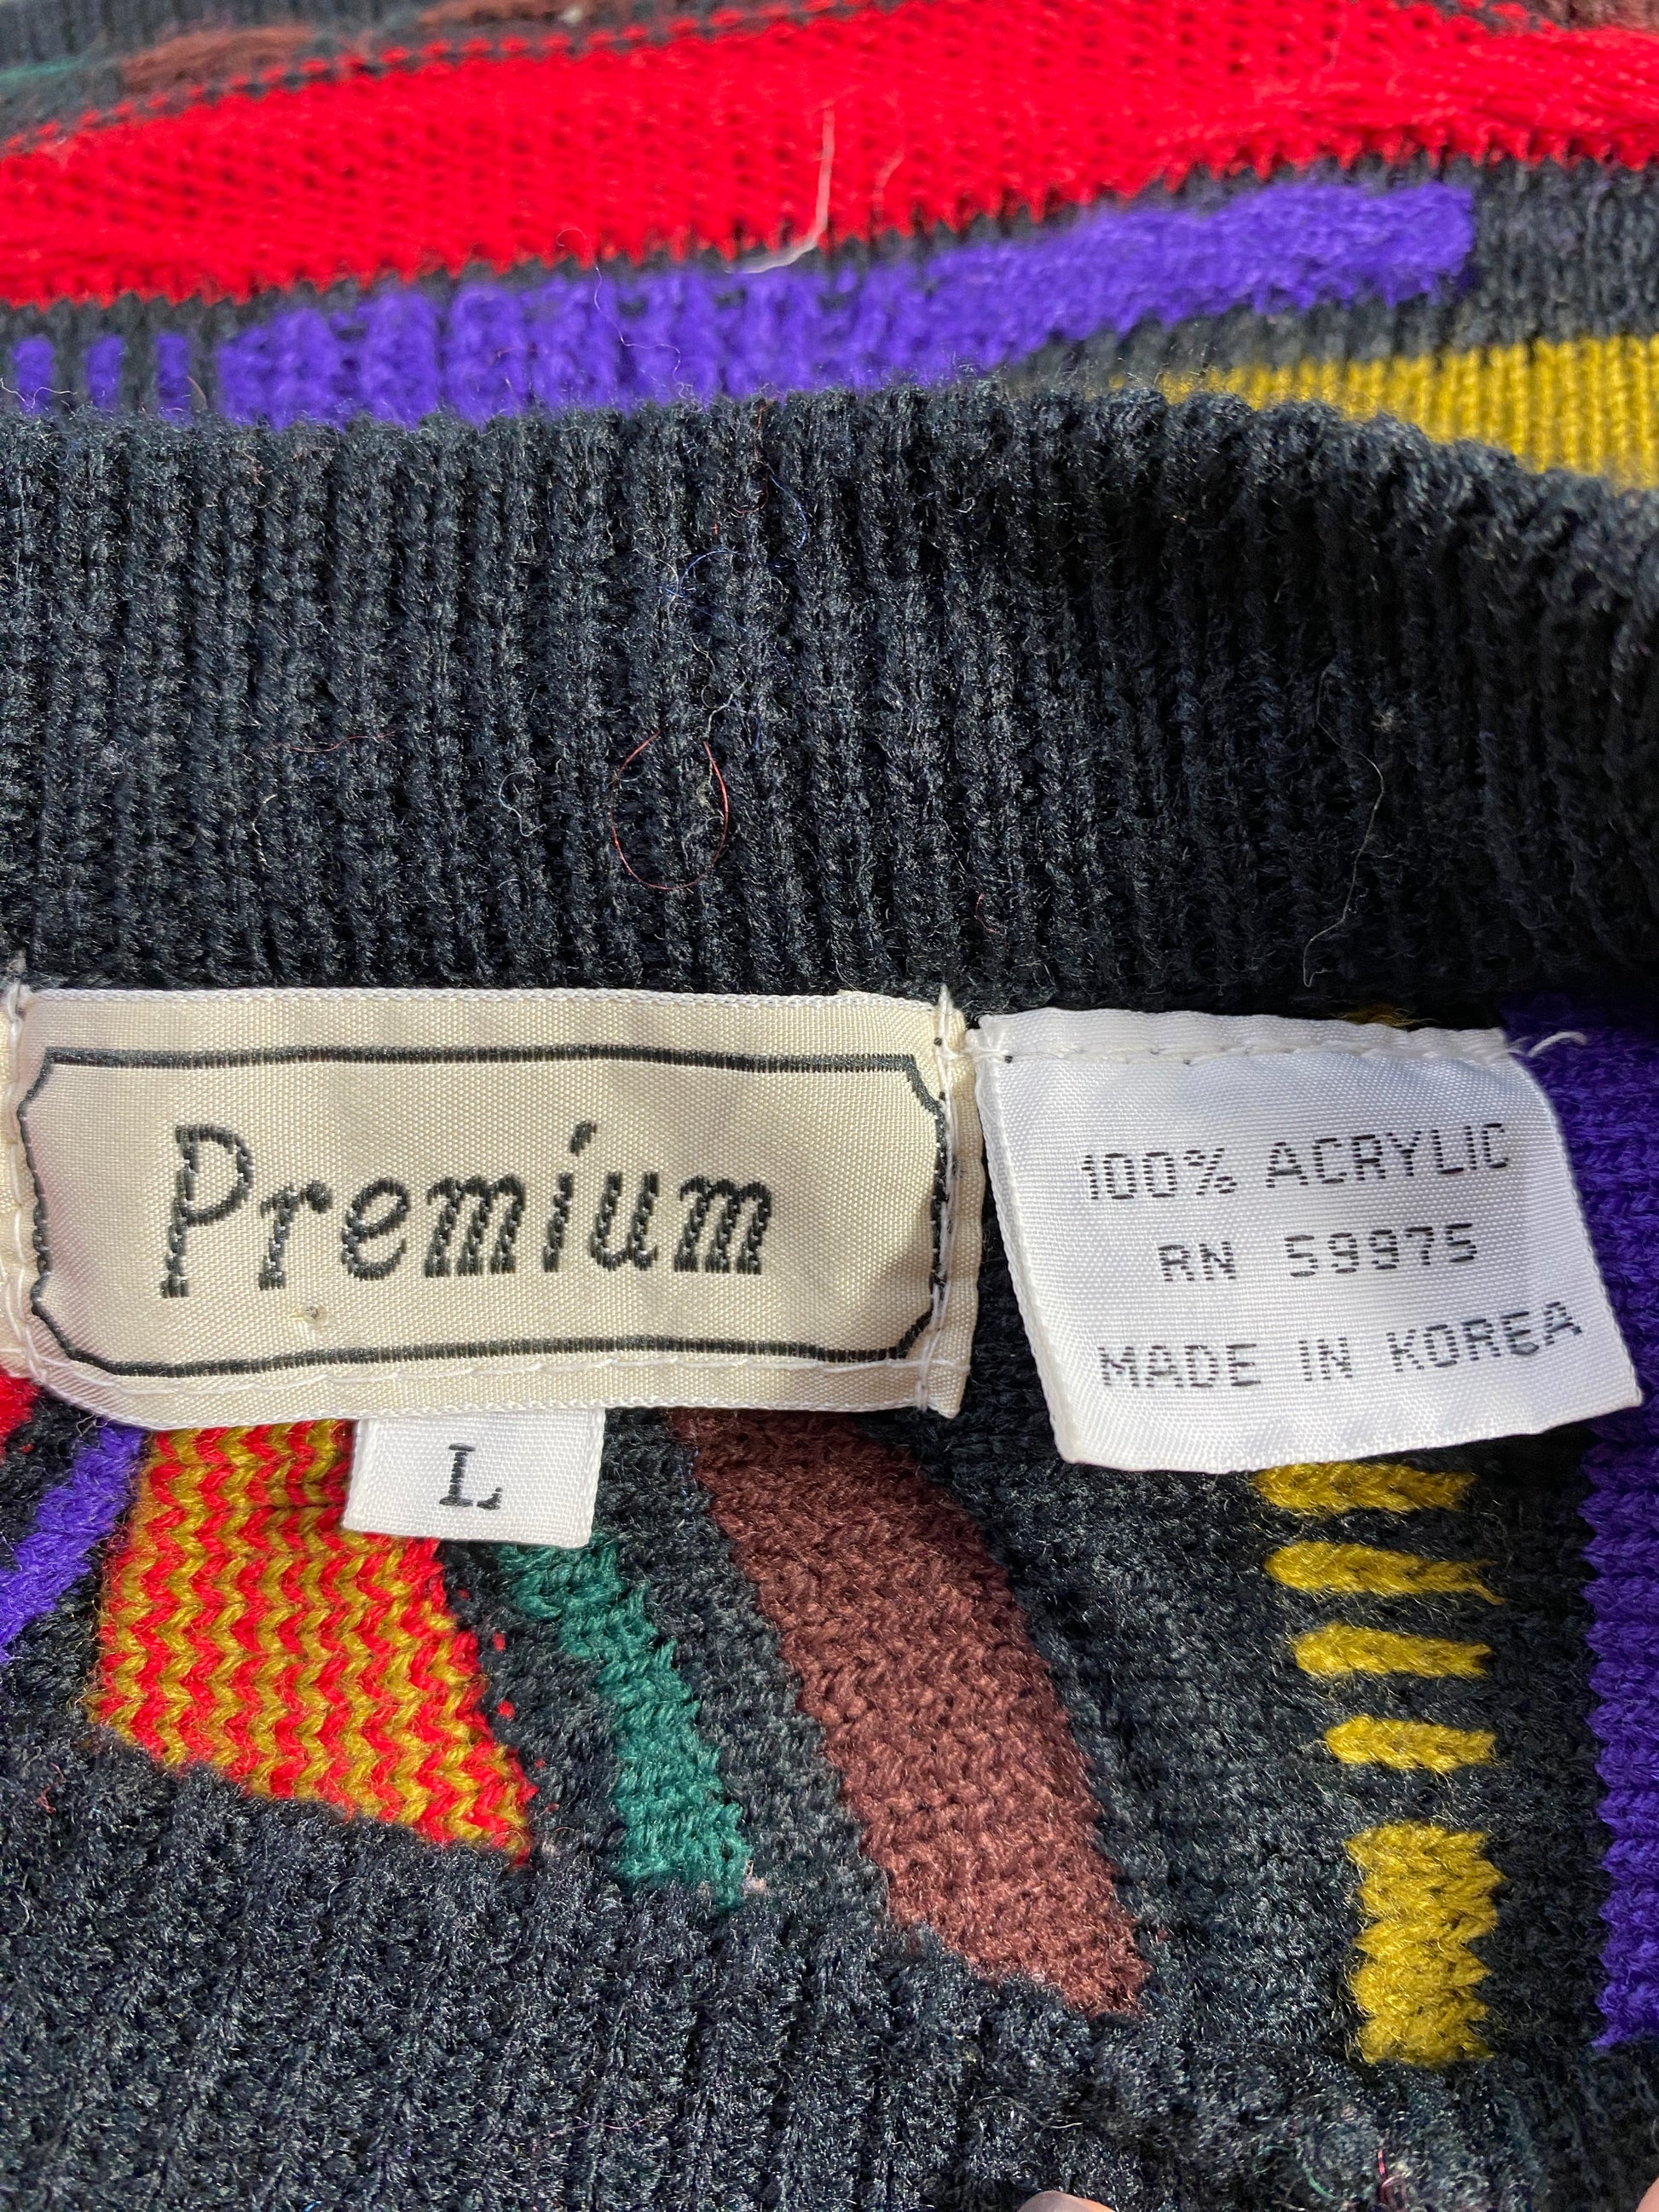 Premium
L
100% ACRYLIC
RN 59975
MADE IN KOREA